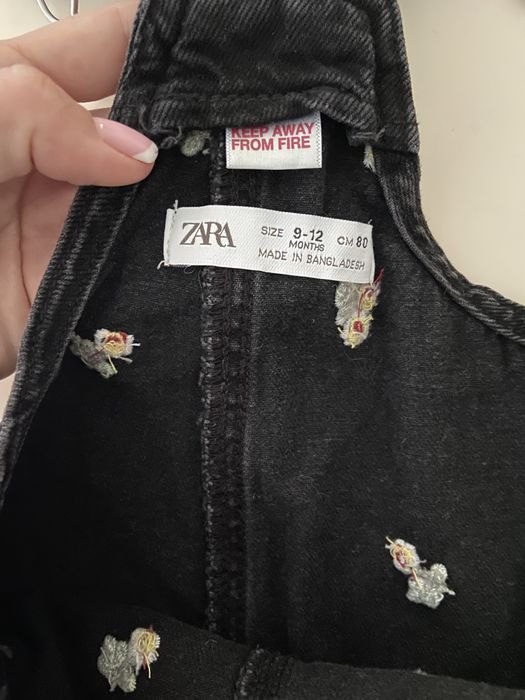 KEEP AWAY
FROM FIRE
ZARA SIZE 9-12 CM 80
MONTHS
MADE IN BANGLADESH